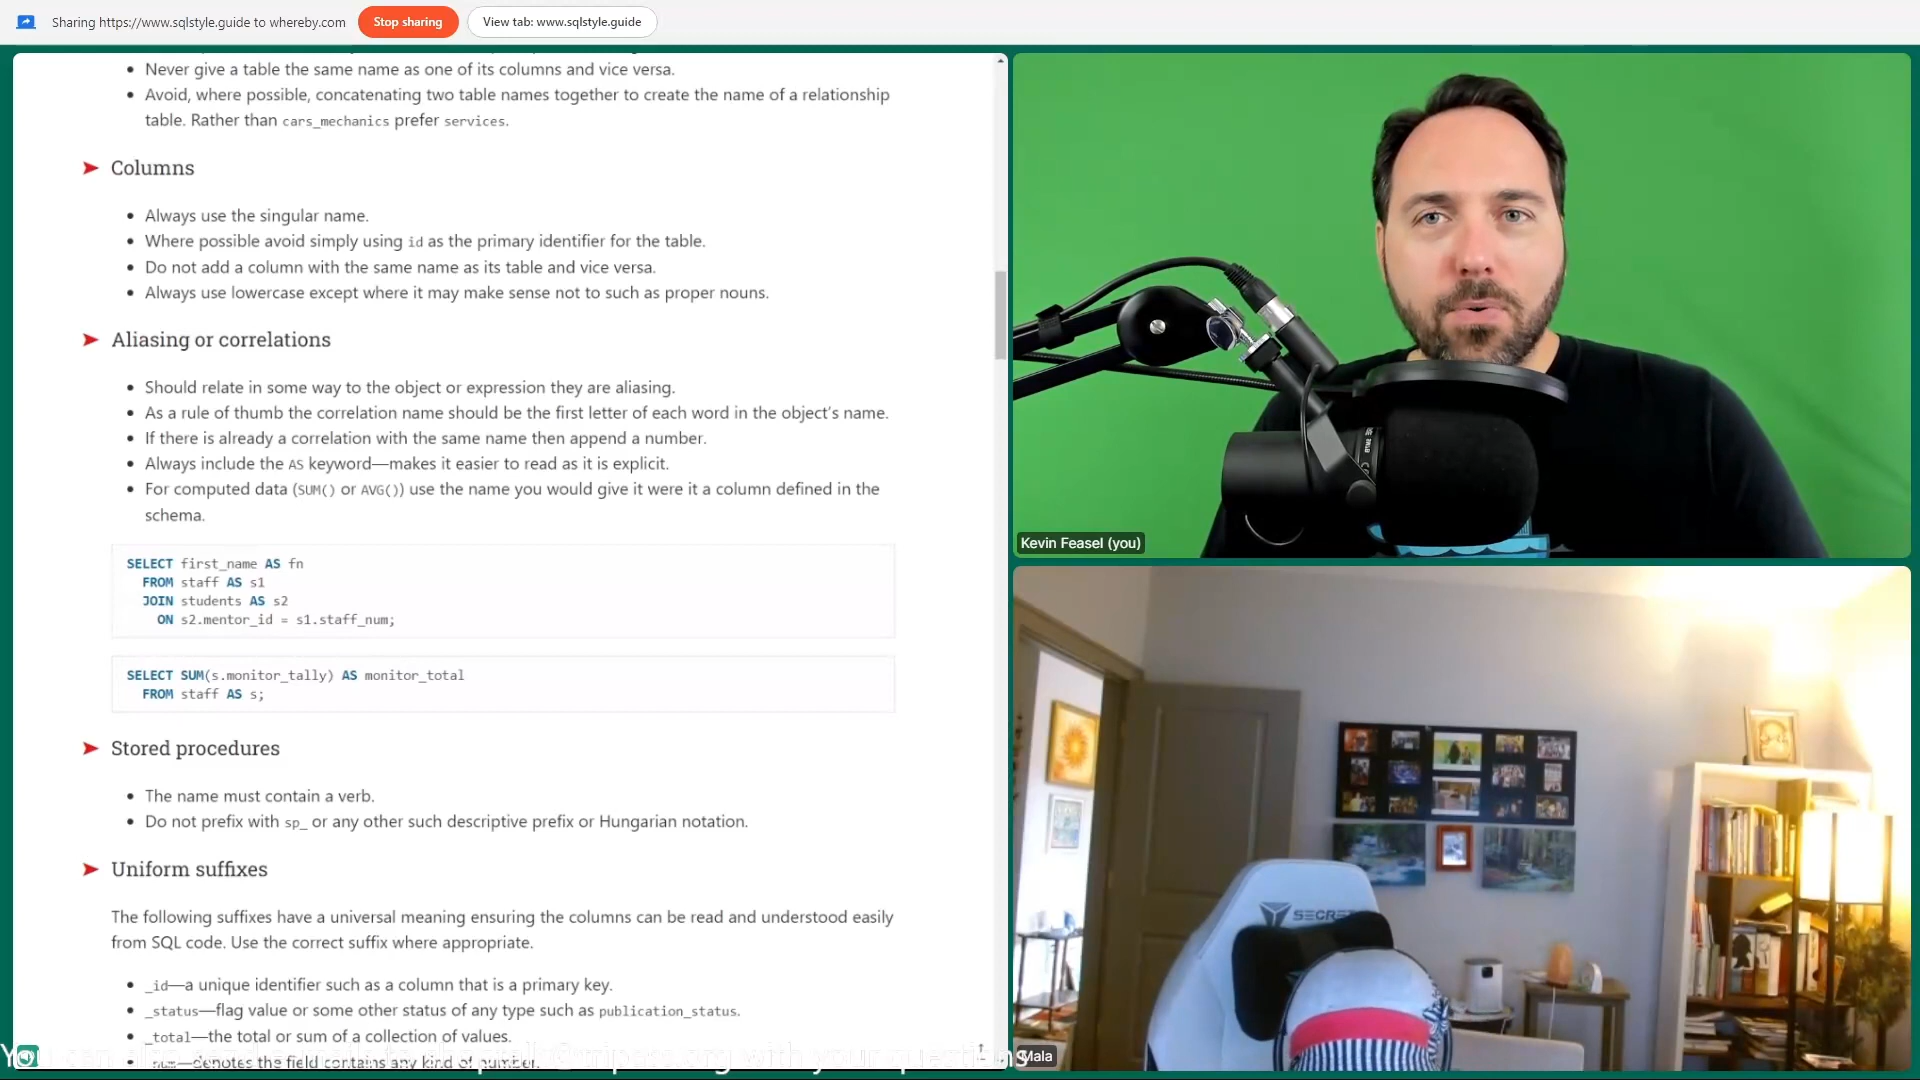 Sharing https://www.sqlstyle.guide to whereby.com
Stop sharing
View tab: www.sqlstyle.guide
• Never give a table the same name as one of its columns and vice versa.
• Avoid, where possible, concatenating two table names together to create the name of a relationship
table. Rather than cars_mechanics prefer services.
Columns
• Always use the singular name.
• Where possible avoid simply using id as the primary identifier for the table.
• Do not add a column with the same name as its table and vice versa.
• Always use lowercase except where it may make sense not to such as proper nouns.
Aliasing or correlations
• Should relate in some way to the object or expression they are aliasing.
• As a rule of thumb the correlation name should be the first letter of each word in the object’s name.
• If there is already a correlation with the same name then append a number.
• Always include the AS keyword—makes it easier to read as it is explicit.
• For computed data (SUM() or AVG()) use the name you would give it were it a column defined in the
schema.
SELECT first_name AS fn
FROM staff AS s1
JOIN students AS s2
ON s2.mentor_id = s1.staff_num;
SELECT SUM(s.monitor_tally) AS monitor_total
FROM staff AS s;
Stored procedures
• The name must contain a verb.
• Do not prefix with sp_ or any other such descriptive prefix or Hungarian notation.
Uniform suffixes
The following suffixes have a universal meaning ensuring the columns can be read and understood easily
from SQL code. Use the correct suffix where appropriate.
• _id—a unique identifier such as a column that is a primary key.
• _status—flag value or some other status of any type such as publication_status.
• _total—the total or sum of a collection of values.
• _num—denotes the field contains any kind of number.
You can with your questions
Kevin Feasel (you)
SECRET
Mala